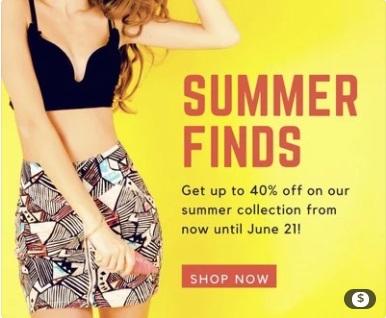 SUMMER
FINDS
Get up to 40% off on our
summer collection from
now until June 21!
SHOP NOW
$